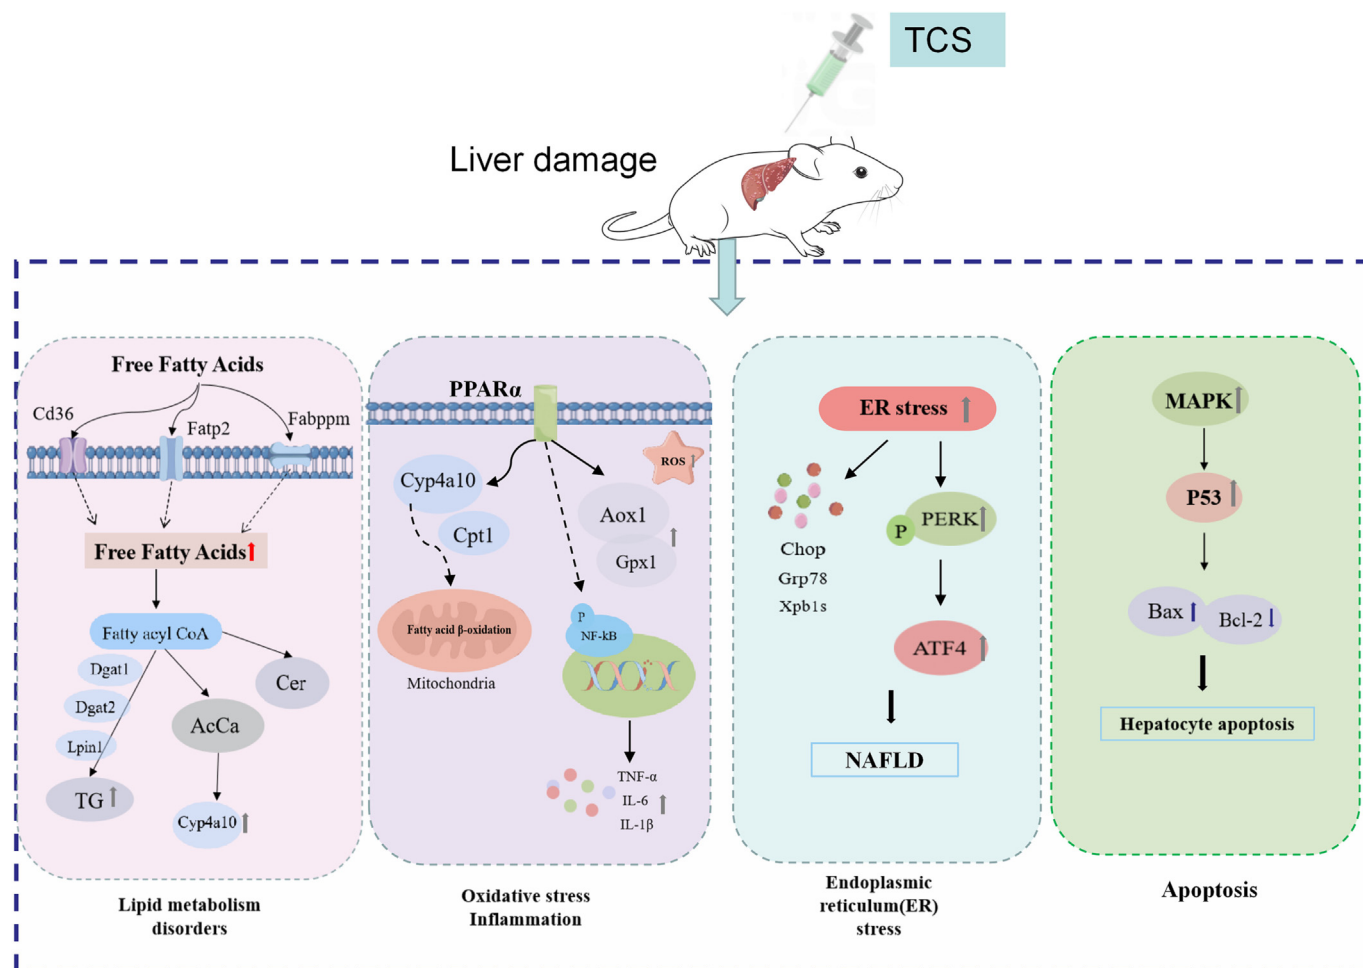 TCS
Liver damage
Free Fatty Acids
Cd36
Fatp2
Fabppm
Free Fatty Acids
Fatty acyl CoA
Dgat1
Dgat2
Lpin1
Cer
AcCa
TG
Cyp4a10
Lipid metabolism
disorders
PPARα
ROS
Cyp4a10
Cpt1
Aox1
Gpx1
Fatty acid β-oxidation
Mitochondria
P
NF-kB
TNF-α
IL-6
IL-1β
Oxidative stress
Inflammation
ER stress
Chop
Grp78
Xpb1s
P
PERK
ATF4
NAFLD
Endoplasmic
reticulum(ER)
stress
MAPK
P53
Bax
Bcl-2
Hepatocyte apoptosis
Apoptosis